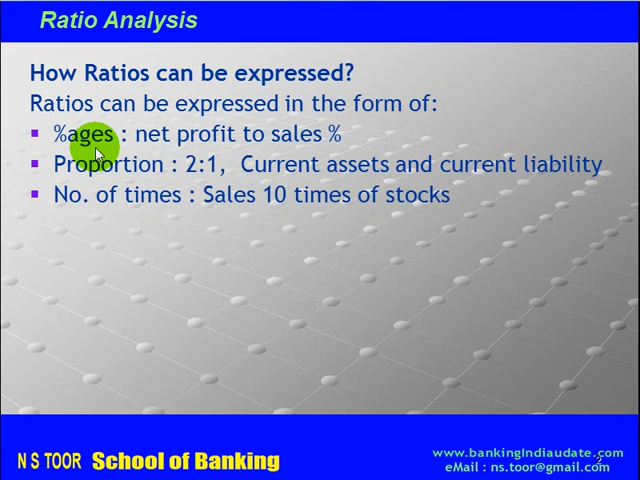 Ratio Analysis
How Ratios can be expressed?
Ratios can be expressed in the form of:
▪ %ages : net profit to sales %
▪ Proportion : 2:1, Current assets and current liability
▪ No. of times : Sales 10 times of stocks
N S TOOR School of Banking
www.bankingIndiaudate.com
eMail : ns.toor@gmail.com
2